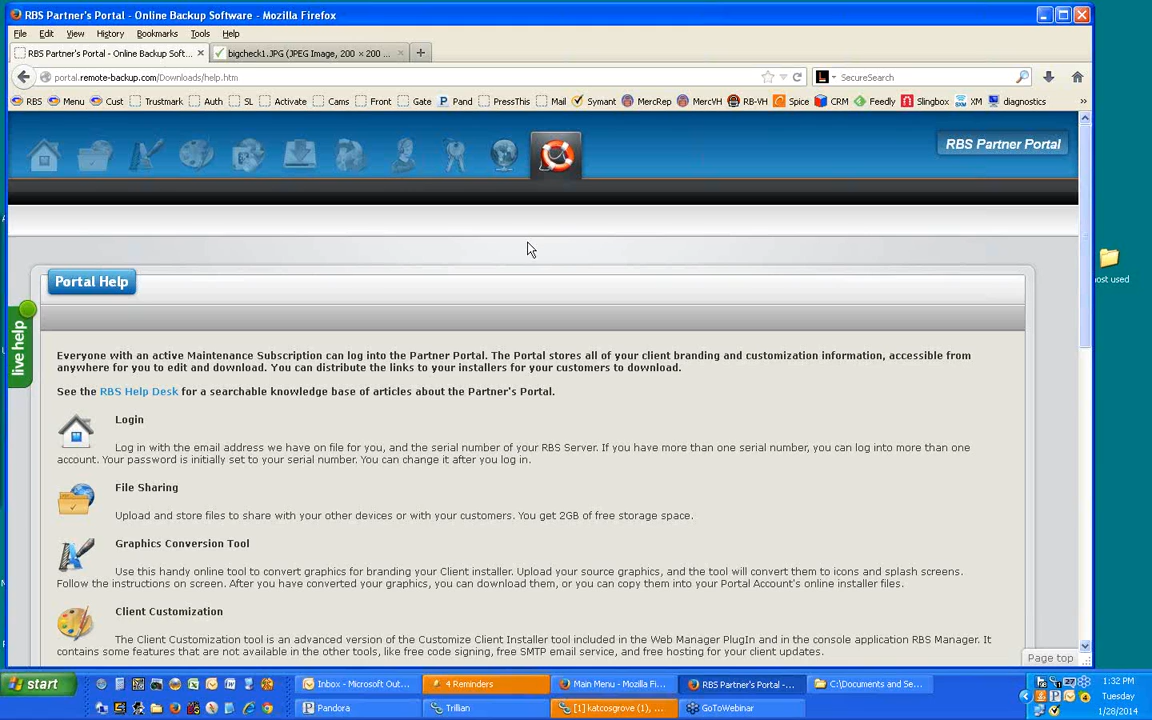 RBS Partner's Portal - Online Backup Software - Mozilla Firefox
File Edit View History Bookmarks Tools Help
RBS Partner's Portal - Online Backup Soft... bigcheck1.JPG (JPEG Image, 200 × 200 ...
portal.remote-backup.com/Downloads/help.htm SecureSearch
RBS Menu Cust Trustmark Auth SL Activate Cams Front Gate Pand PressThis Mail Symant MercRep MercVH RB-VH Spice CRM Feedly Slingbox XM diagnostics »
RBS Partner Portal
ost used
Portal Help
live help
Everyone with an active Maintenance Subscription can log into the Partner Portal. The Portal stores all of your client branding and customization information, accessible from
anywhere for you to edit and download. You can distribute the links to your installers for your customers to download.
See the RBS Help Desk for a searchable knowledge base of articles about the Partner's Portal.
Login
Log in with the email address we have on file for you, and the serial number of your RBS Server. If you have more than one serial number, you can log into more than one
account. Your password is initially set to your serial number. You can change it after you log in.
File Sharing
Upload and store files to share with your other devices or with your customers. You get 2GB of free storage space.
Graphics Conversion Tool
Use this handy online tool to convert graphics for branding your Client installer. Upload your source graphics, and the tool will convert them to icons and splash screens.
Follow the instructions on screen. After you have converted your graphics, you can download them, or you can copy them into your Portal Account's online installer files.
Client Customization
The Client Customization tool is an advanced version of the Customize Client Installer tool included in the Web Manager PlugIn and in the console application RBS Manager. It
contains some features that are not available in the other tools, like free code signing, free SMTP email service, and free hosting for your client updates.
Page top
start Inbox - Microsoft Out... 4 Reminders Main Menu - Mozilla Fi... RBS Partner's Portal -... C:\Documents and Se... 1:32 PM
Tuesday
Pandora Trillian [1] katcosgrove (1), ... GoToWebinar 1/28/2014